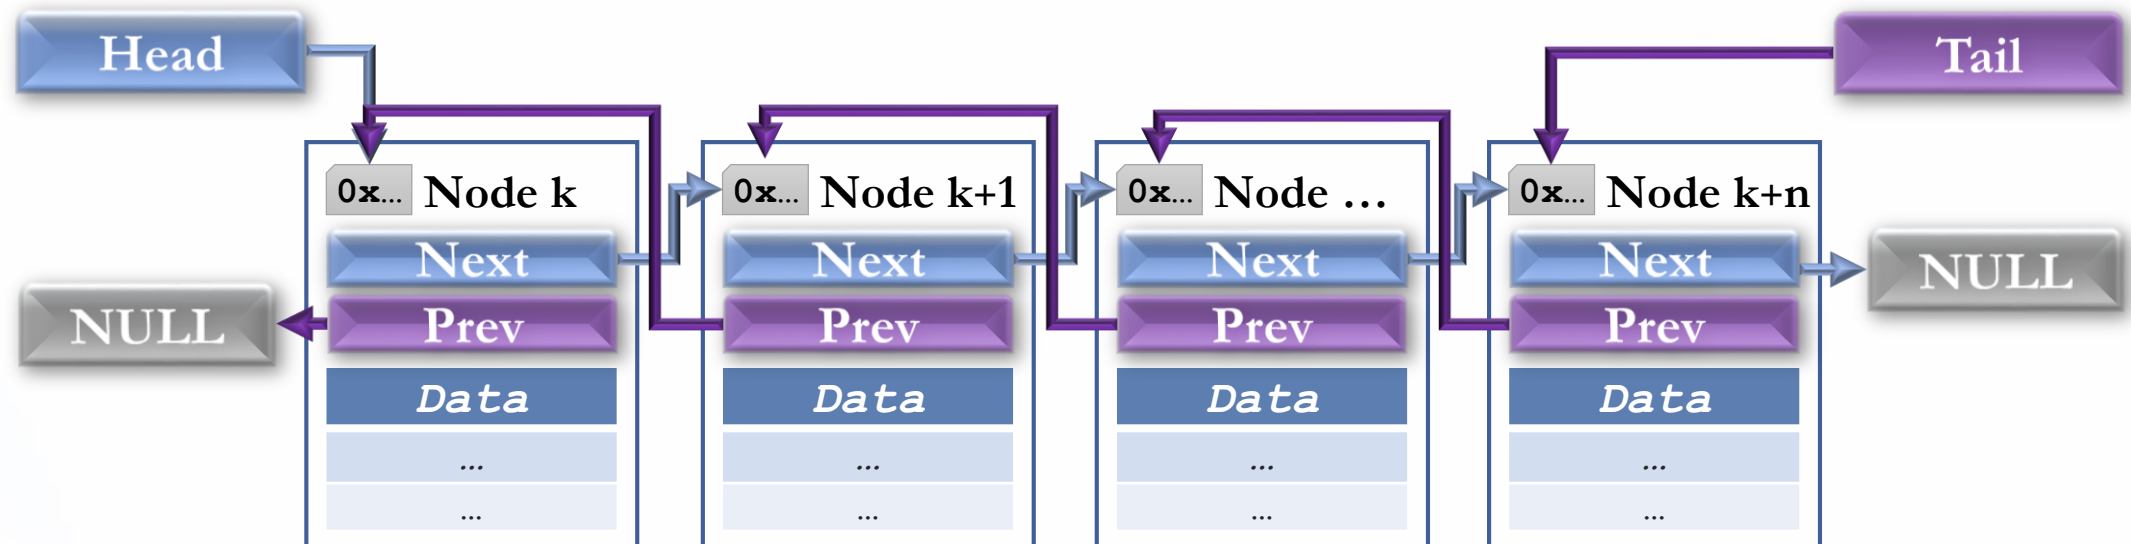 Head
Tail
0x... Node k
0x... Node k+1
0x... Node ...
0x... Node k+n
Next
Next
Next
Next
NULL
NULL
Prev
Prev
Prev
Prev
Data
Data
Data
Data
...
...
...
...
...
...
...
...